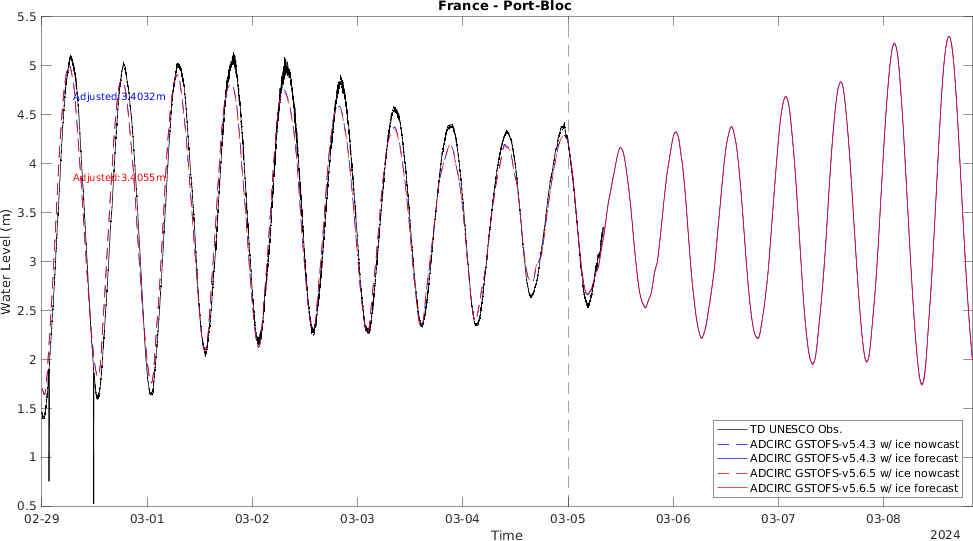 France - Port-Bloc
5.5
5
4.5
4
3.5
3
2.5
2
1.5
1
0.5
Water Level (m)
Adjusted:3.4032m
Adjusted:3.4055m
TD UNESCO Obs.
ADCIRC GSTOFS-v5.4.3 w/ ice nowcast
ADCIRC GSTOFS-v5.4.3 w/ ice forecast
ADCIRC GSTOFS-v5.6.5 w/ ice nowcast
ADCIRC GSTOFS-v5.6.5 w/ ice forecast
02-29 03-01 03-02 03-03 03-04 03-05 03-06 03-07 03-08
Time
2024